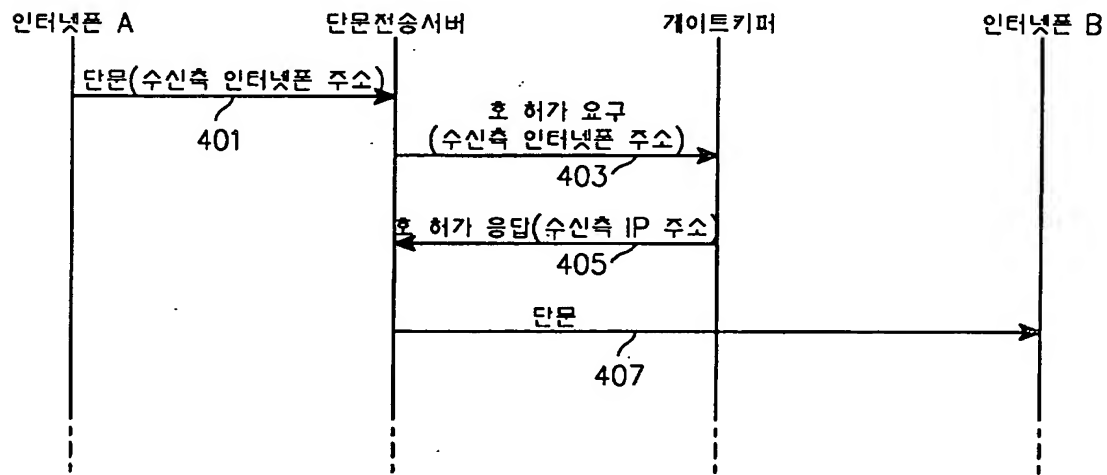 인터넷폰 A
단문전송서버
게이트키퍼
인터넷폰 B
단문(수신측 인터넷폰 주소)
401
호 허가 요구
(수신측 인터넷폰 주소)
403
호 허가 응답(수신측 IP 주소)
405
단문
407